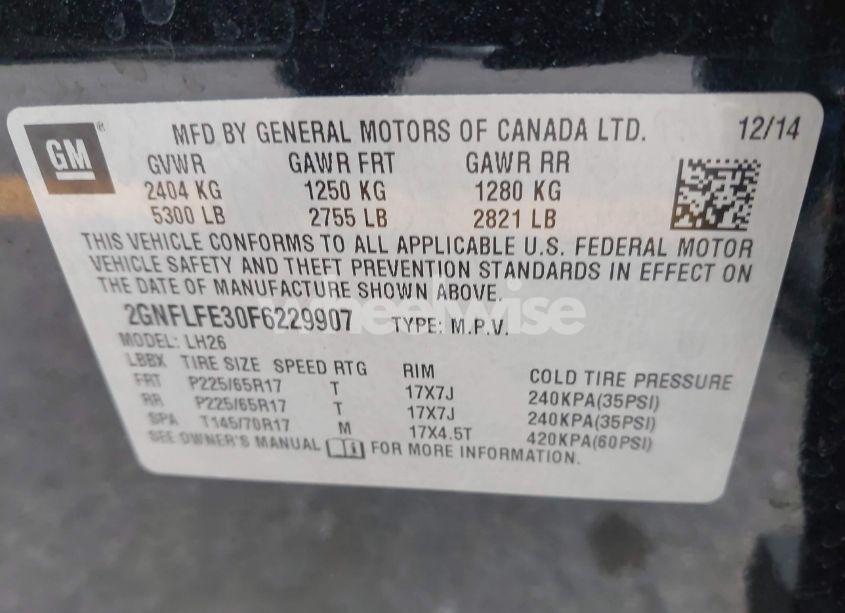 GM
®
MFD BY GENERAL MOTORS OF CANADA LTD. 12/14
GVWR GAWR FRT GAWR RR
2404 KG 1250 KG 1280 KG
5300 LB 2755 LB 2821 LB
THIS VEHICLE CONFORMS TO ALL APPLICABLE U.S. FEDERAL MOTOR
VEHICLE SAFETY AND THEFT PREVENTION STANDARDS IN EFFECT ON
THE DATE OF MANUFACTURE SHOWN ABOVE.
wheelwise
2GNFLFE30F6229907 TYPE: M.P.V.
MODEL: LH26
LBBX TIRE SIZE SPEED RTG RIM COLD TIRE PRESSURE
FRT P225/65R17 T 17X7J 240KPA(35PSI)
RR P225/65R17 T 17X7J 240KPA(35PSI)
SPA T145/70R17 M 17X4.5T 420KPA(60PSI)
SEE OWNER'S MANUAL FOR MORE INFORMATION.